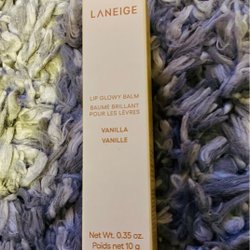 LANEIGE
LIP GLOWY BALM
BAUME BRILLANT
POUR LES LÈVRES
VANILLA
VANILLE
Net Wt. 0.35 oz.
Poids net 10 g